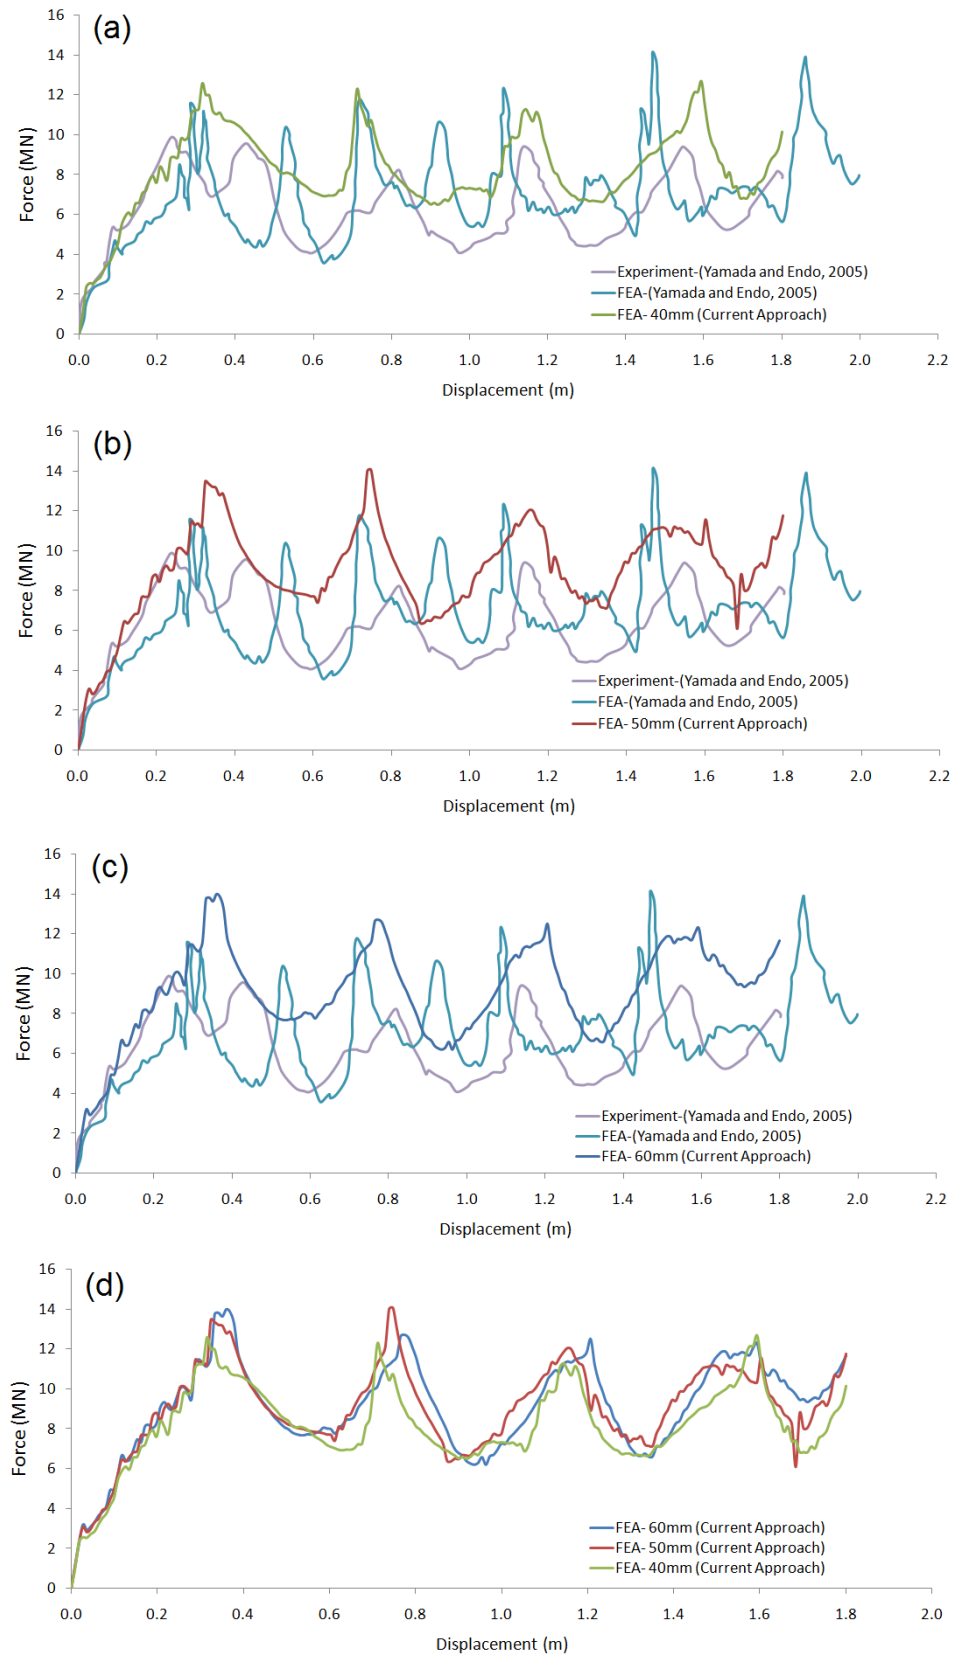 (a)
16
14
12
10
8
6
4
2
0
Force (MN)
Experiment-(Yamada and Endo, 2005)
FEA-(Yamada and Endo, 2005)
FEA- 40mm (Current Approach)
0.0 0.2 0.4 0.6 0.8 1.0 1.2 1.4 1.6 1.8 2.0 2.2
Displacement (m)
(b)
16
14
12
10
8
6
4
2
0
Force (MN)
Experiment-(Yamada and Endo, 2005)
FEA-(Yamada and Endo, 2005)
FEA- 50mm (Current Approach)
0.0 0.2 0.4 0.6 0.8 1.0 1.2 1.4 1.6 1.8 2.0 2.2
Displacement (m)
(c)
16
14
12
10
8
6
4
2
0
Force (MN)
Experiment-(Yamada and Endo, 2005)
FEA-(Yamada and Endo, 2005)
FEA- 60mm (Current Approach)
0.0 0.2 0.4 0.6 0.8 1.0 1.2 1.4 1.6 1.8 2.0 2.2
Displacement (m)
(d)
16
14
12
10
8
6
4
2
0
Force (MN)
FEA- 60mm (Current Approach)
FEA- 50mm (Current Approach)
FEA- 40mm (Current Approach)
0.0 0.2 0.4 0.6 0.8 1.0 1.2 1.4 1.6 1.8 2.0
Displacement (m)